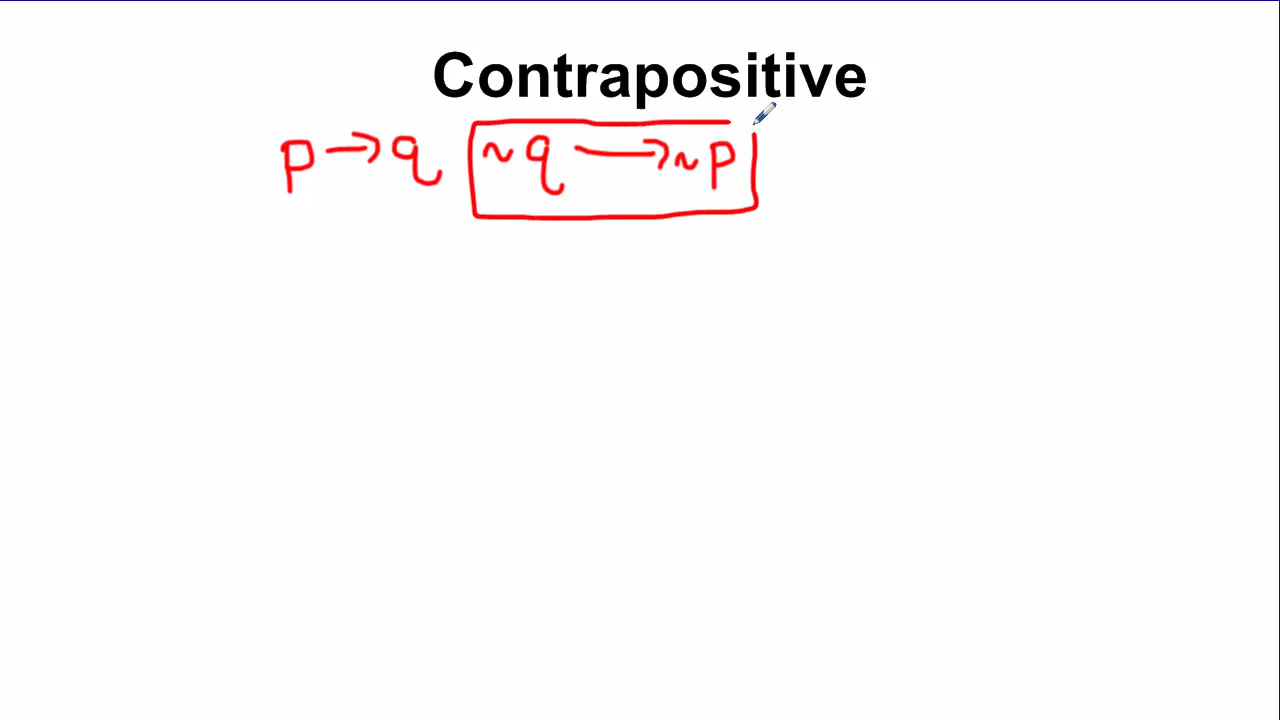 Contrapositive
p → q ~q → ~p